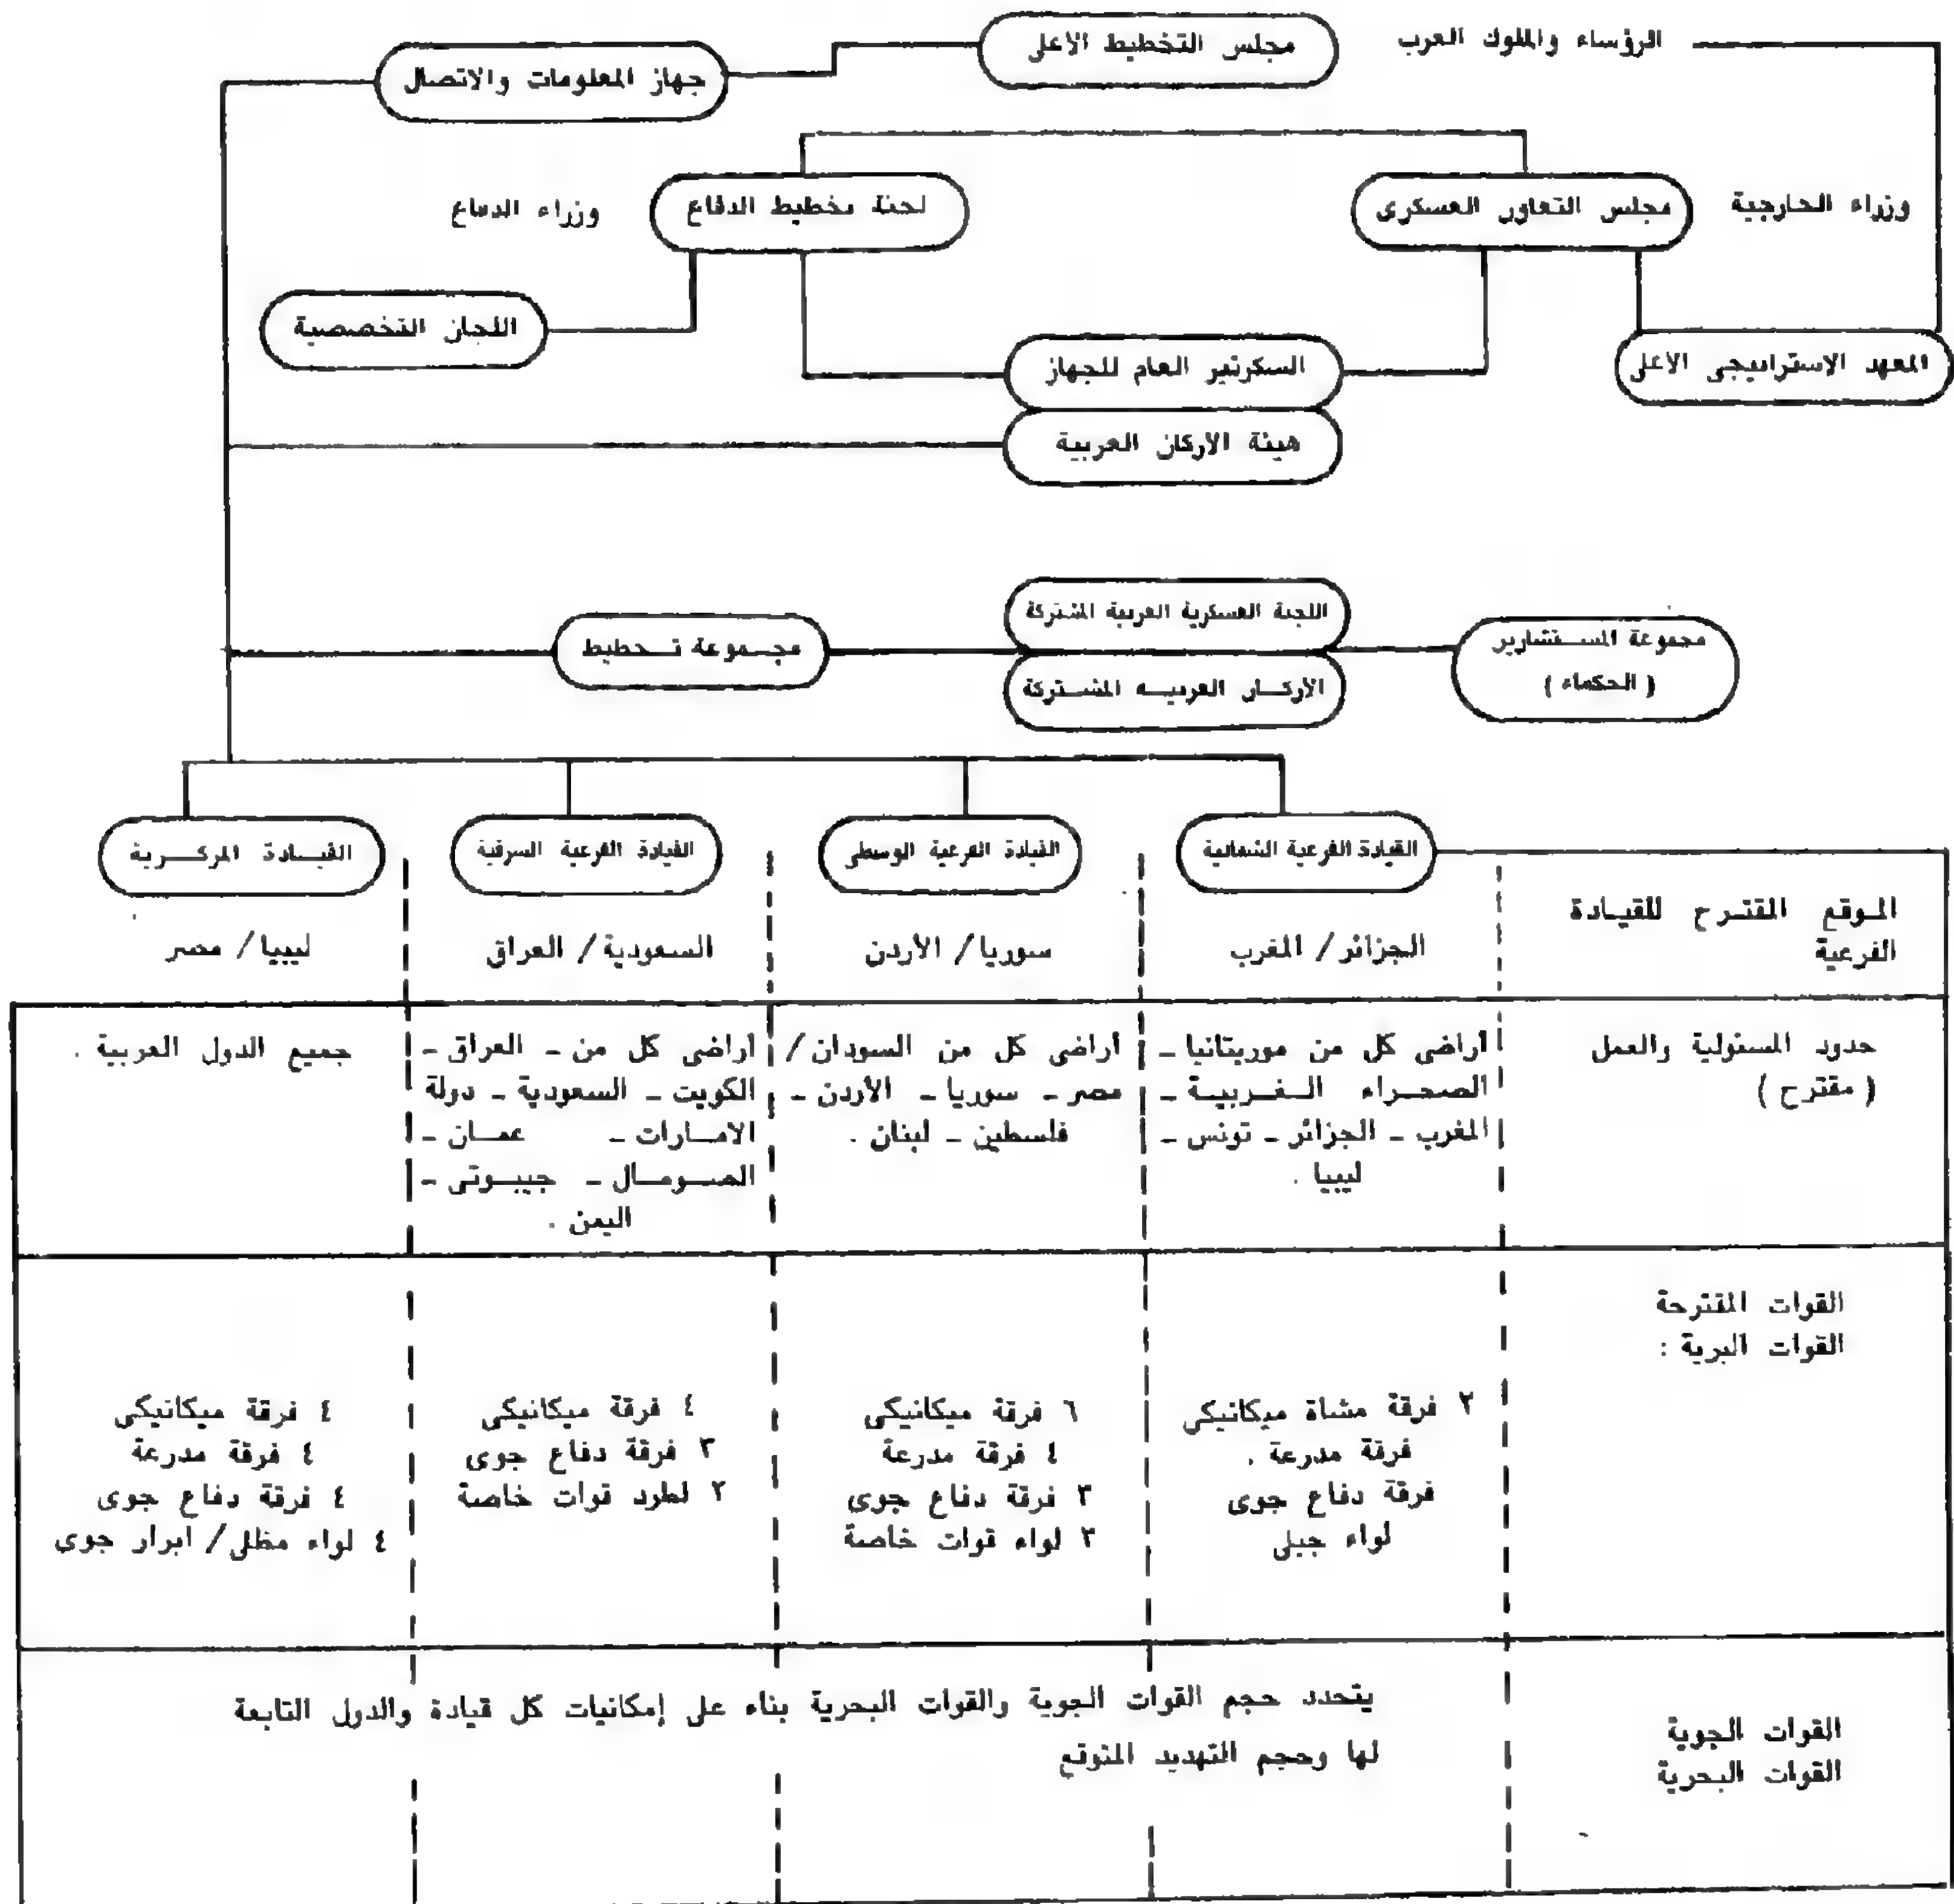 الرؤساء والملوك العرب
مجلس التخطيط الأعلى
جهاز المعلومات والاتصال
وزراء الخارجية
مجلس التعاون العسكرى
لجنة تخطيط الدفاع
وزراء الدفاع
المعهد الإستراتيجى الأعلى
السكرتير العام للجهاز
اللجان التخصصية
هيئة الأركان العربية
اللجنة العسكرية العربية المشتركة
مجموعة المستشارين
( الحكماء )
الأركان العربيه المشتركة
مجموعة تخطيط
القيادة الفرعية الشمالية
القيادة الفرعية الوسطى
القيادة الفرعية الشرقية
القيادة المركزية
الموقع المقترح للقيادة
الفرعية
الجزائر / المغرب
سوريا / الأردن
السعودية / العراق
ليبيا / مصر
حدود المسئولية والعمل
( مقترح )
أراضى كل من موريتانيا -
الصحراء الغربية -
المغرب - الجزائر - تونس -
ليبيا .
أراضى كل من السودان /
مصر - سوريا - الأردن -
فلسطين - لبنان .
أراضى كل من - العراق -
الكويت - السعودية - دولة
الامارات - عمان -
الصومال - جيبوتى -
اليمن .
جميع الدول العربية .
القوات المقترحة
القوات البرية :
٢ فرقة مشاة ميكانيكى
فرقة مدرعة .
فرقة دفاع جوى
لواء جبلى
٦ فرقة ميكانيكى
٤ فرقة مدرعة
٣ فرقة دفاع جوى
٣ لواء قوات خاصة
٤ فرقة ميكانيكى
٣ فرقة دفاع جوى
٢ لطرد قوات خاصة
٤ فرقة ميكانيكى
٤ فرقة مدرعة
٤ فرقة دفاع جوى
٤ لواء مظلى / ابرار جوى
القوات الجوية
القوات البحرية
يتحدد حجم القوات الجوية والقوات البحرية بناء على إمكانيات كل قيادة والدول التابعة
لها وحجم التهديد المتوقع